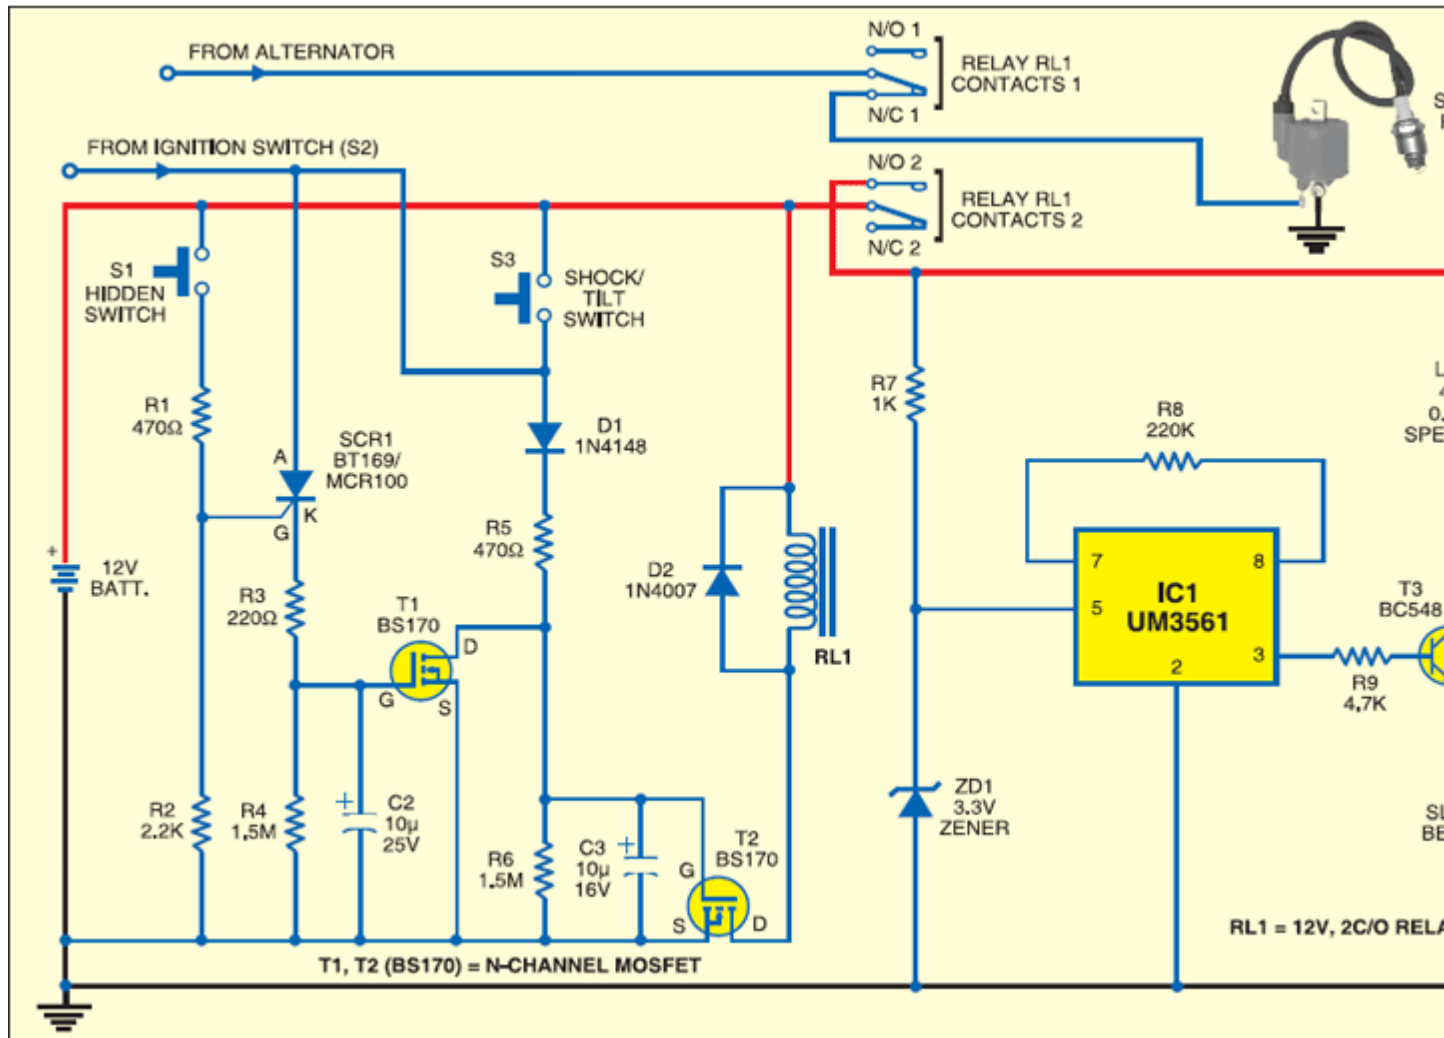 FROM ALTERNATOR
N/O 1
RELAY RL1
CONTACTS 1
N/C 1
FROM IGNITION SWITCH (S2)
N/O 2
RELAY RL1
CONTACTS 2
N/C 2
S1
HIDDEN
SWITCH
S3
SHOCK/
TILT
SWITCH
R1
470Ω
SCR1
BT169/
MCR100
A
K
G
D1
1N4148
R7
1K
R8
220K
+
12V
BATT.
R3
220Ω
R5
470Ω
T1
BS170
D
G
S
D2
1N4007
RL1
7
8
5
IC1
UM3561
3
2
T3
BC548
R9
4.7K
R2
2.2K
R4
1.5M
+
C2
10µ
25V
R6
1.5M
C3
10µ
16V
+
T2
BS170
G
S
D
ZD1
3.3V
ZENER
T1, T2 (BS170) = N-CHANNEL MOSFET
RL1 = 12V, 2C/O